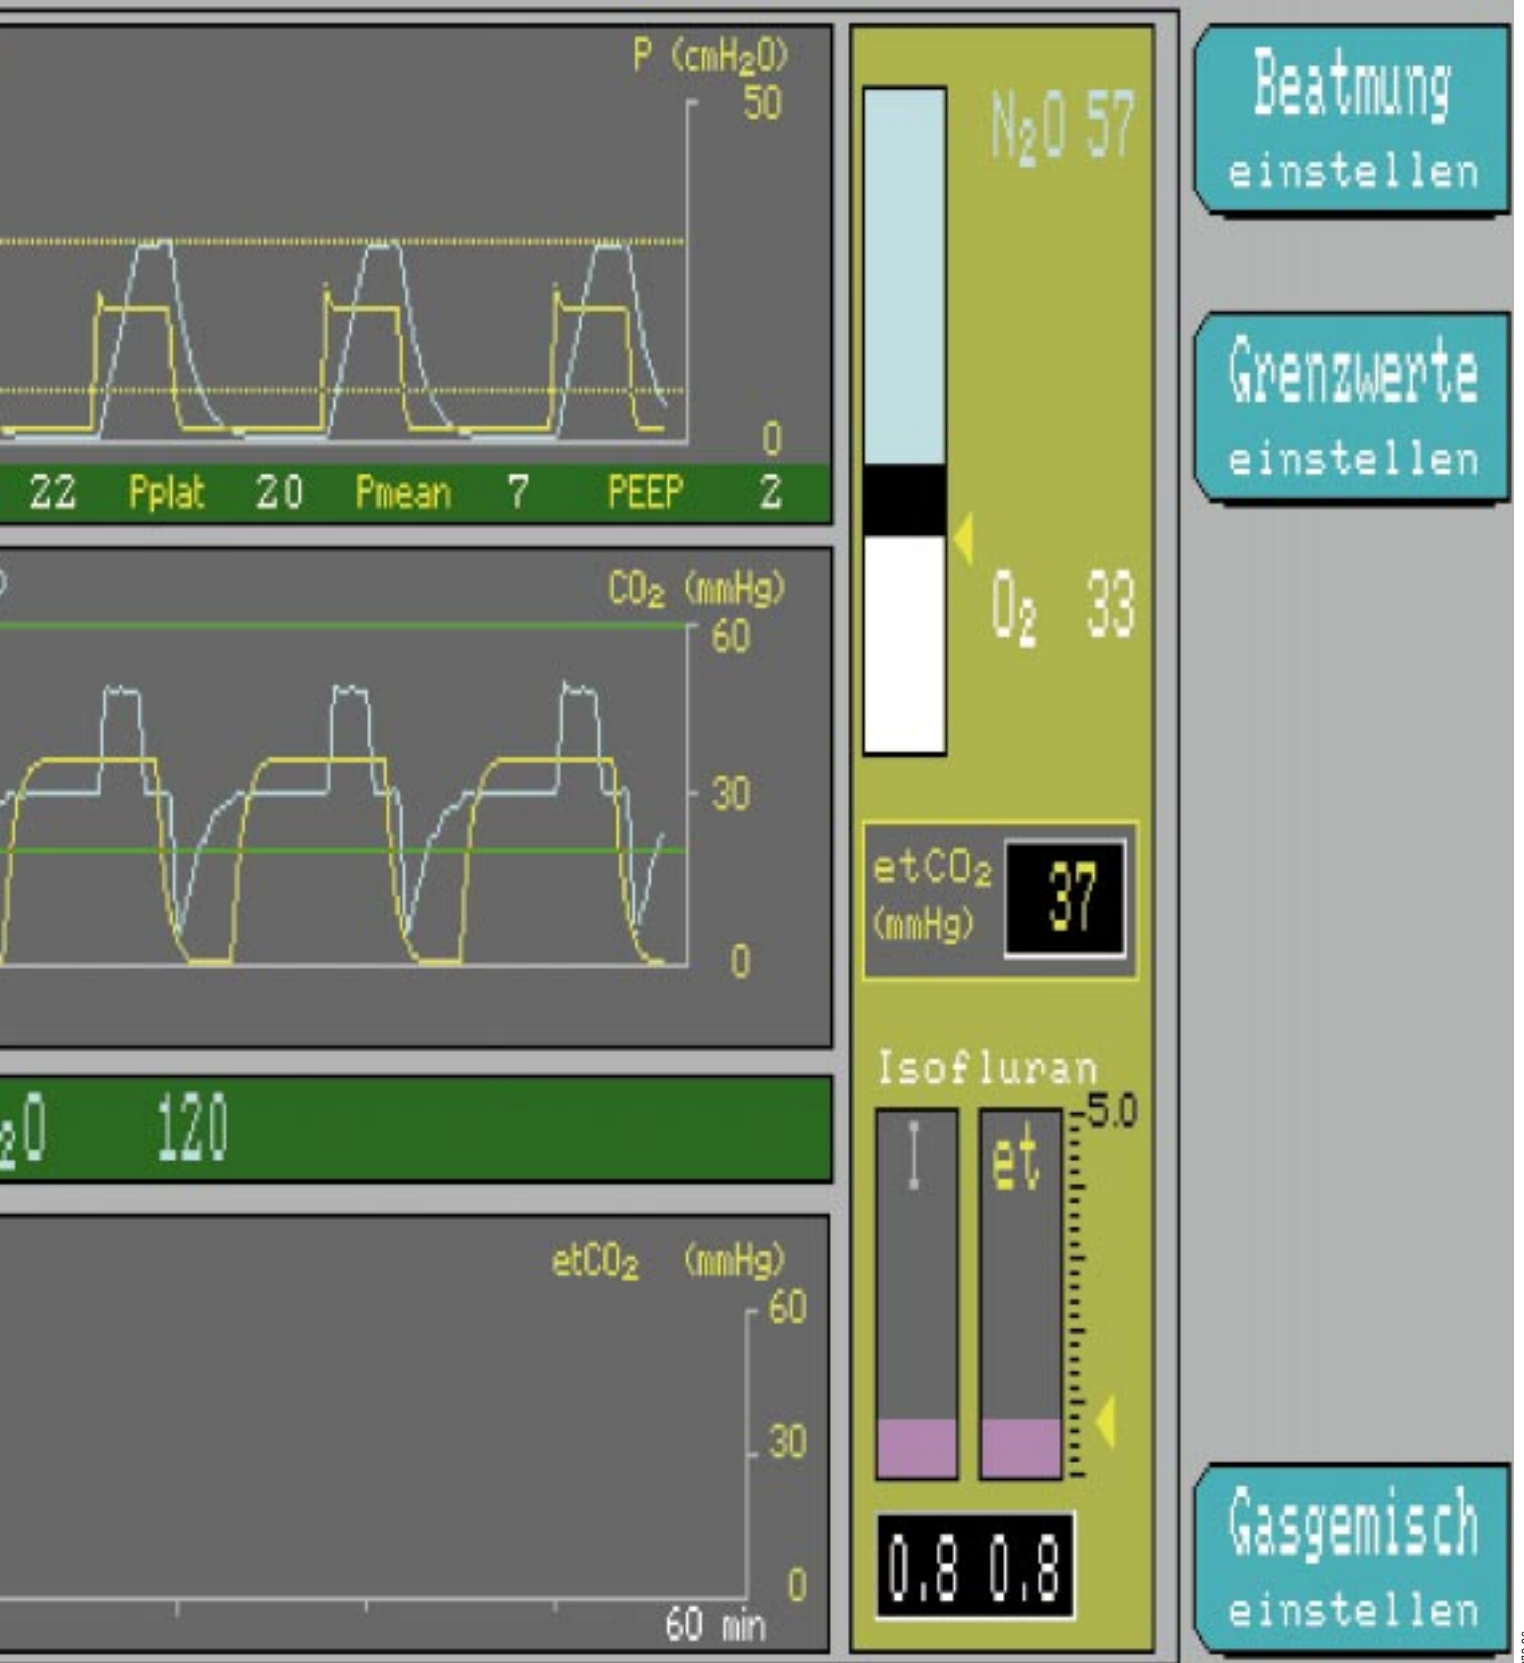 P (cmH₂O)
50
0
22 Pplat 20 Pmean 7 PEEP 2
CO₂ (mmHg)
60
30
0
₂O 120
etCO₂ (mmHg)
60
30
0
60 min
N₂O 57
O₂ 33
etCO₂
(mmHg)
37
Isofluran
I et
5.0
0.8 0.8
Beatmung
einstellen
Grenzwerte
einstellen
Gasgemisch
einstellen